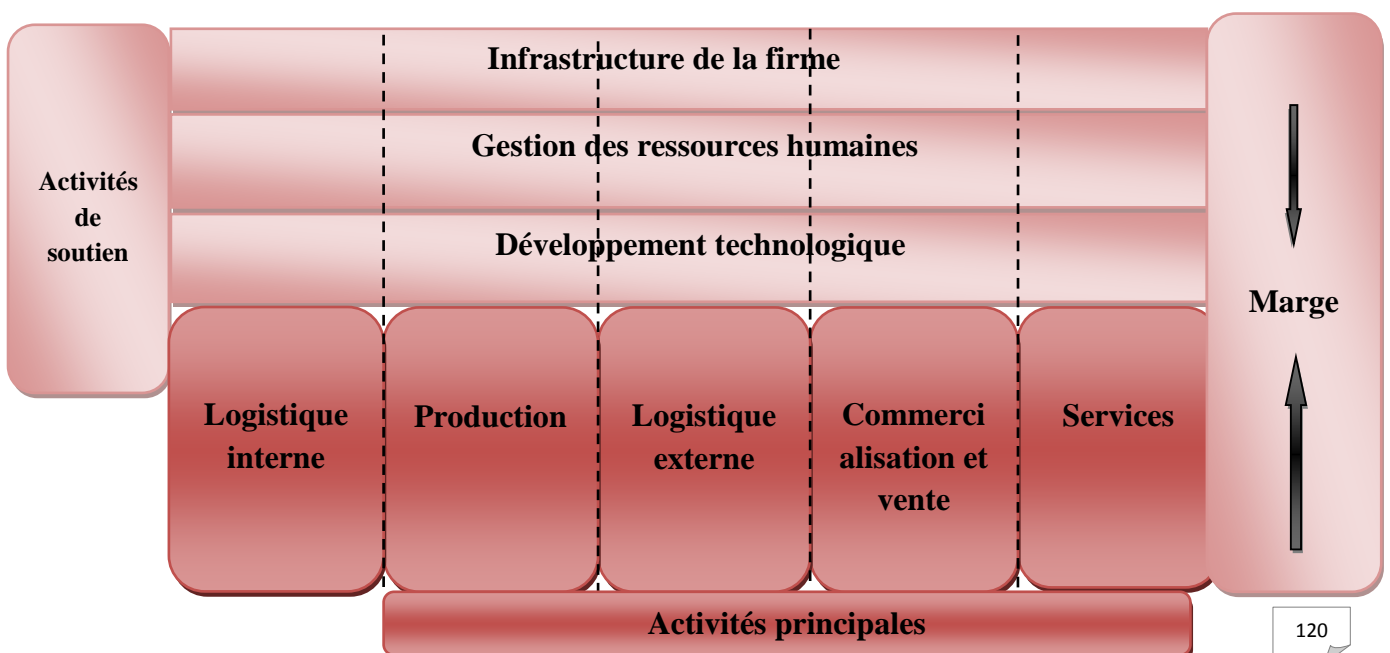 Infrastructure de la firme
Gestion des ressources humaines
Activités
de
soutien
Développement technologique
Marge
Logistique
interne
Production
Logistique
externe
Commerci
alisation et
vente
Services
Activités principales
120